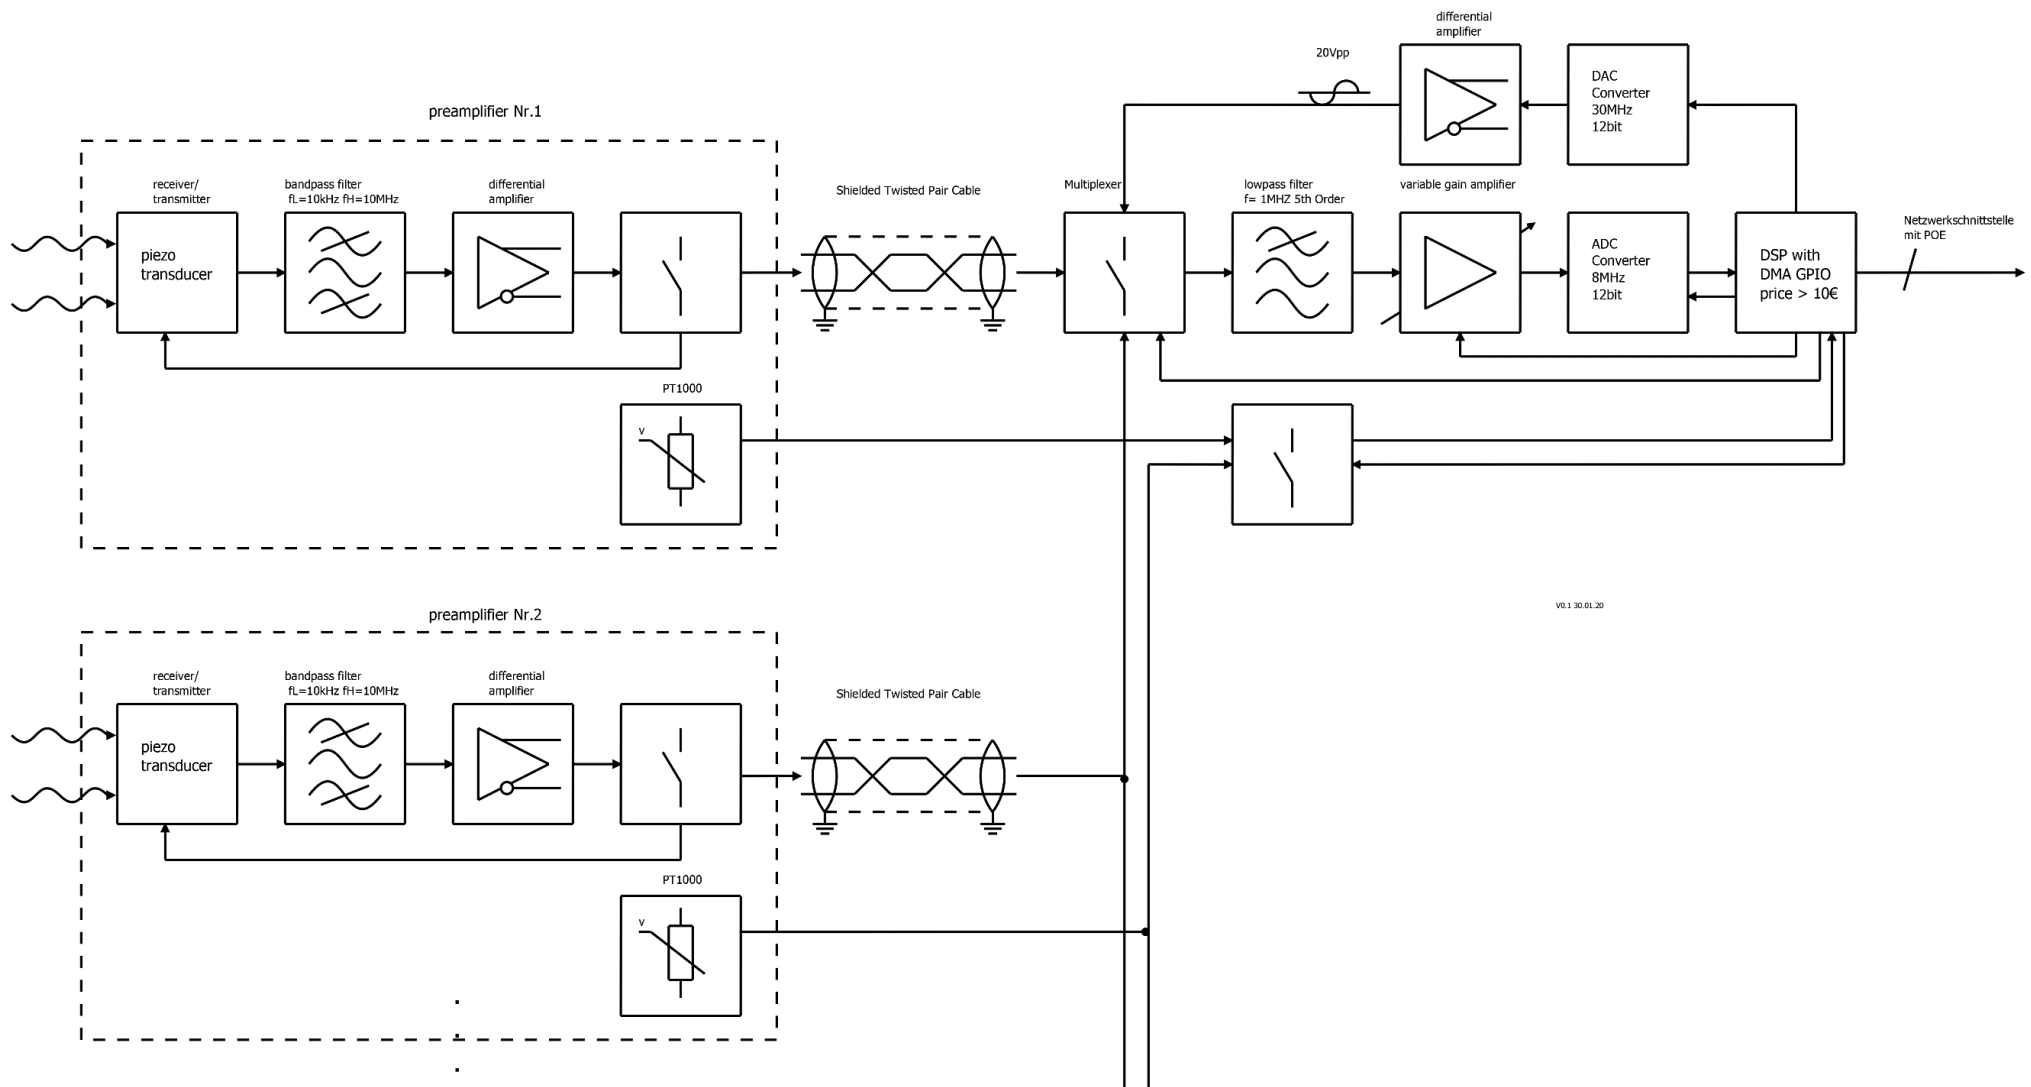 differential
amplifier
20Vpp
DAC
Converter
30MHz
12bit
preamplifier Nr.1
receiver/
transmitter
bandpass filter
fL=10kHz fH=10MHz
differential
amplifier
Shielded Twisted Pair Cable
Multiplexer
lowpass filter
f= 1MHZ 5th Order
variable gain amplifier
piezo
transducer
ADC
Converter
8MHz
12bit
DSP with
DMA GPIO
price > 10€
Netzwerkschnittstelle
mit POE
PT1000
V
V0.1 30.01.20
preamplifier Nr.2
receiver/
transmitter
bandpass filter
fL=10kHz fH=10MHz
differential
amplifier
Shielded Twisted Pair Cable
piezo
transducer
PT1000
V